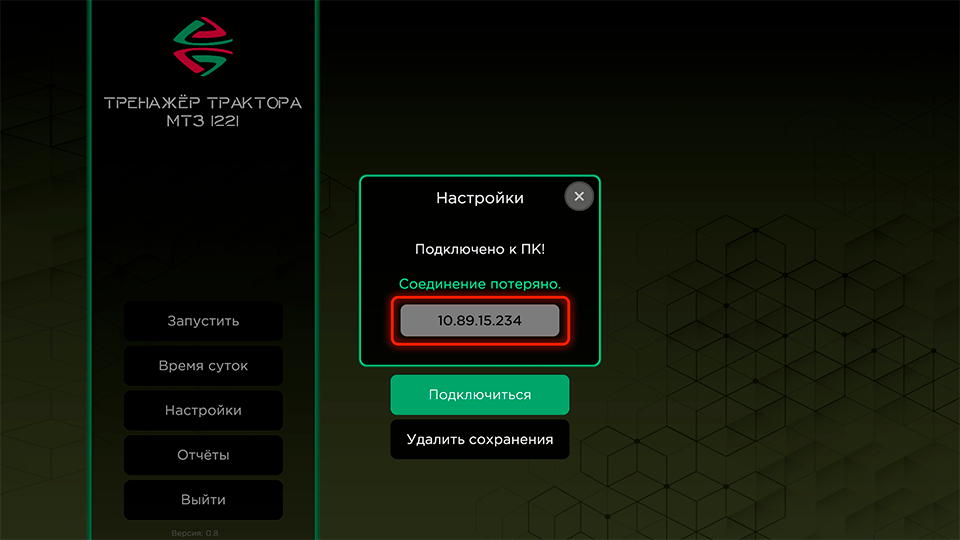 ТРЕНАЖЁР ТРАКТОРА
МТЗ 1221
Запустить
Время суток
Настройки
Отчёты
Выйти
Версия: 0.8
Настройки
Подключено к ПК!
Соединение потеряно.
10.89.15.234
Подключиться
Удалить сохранения